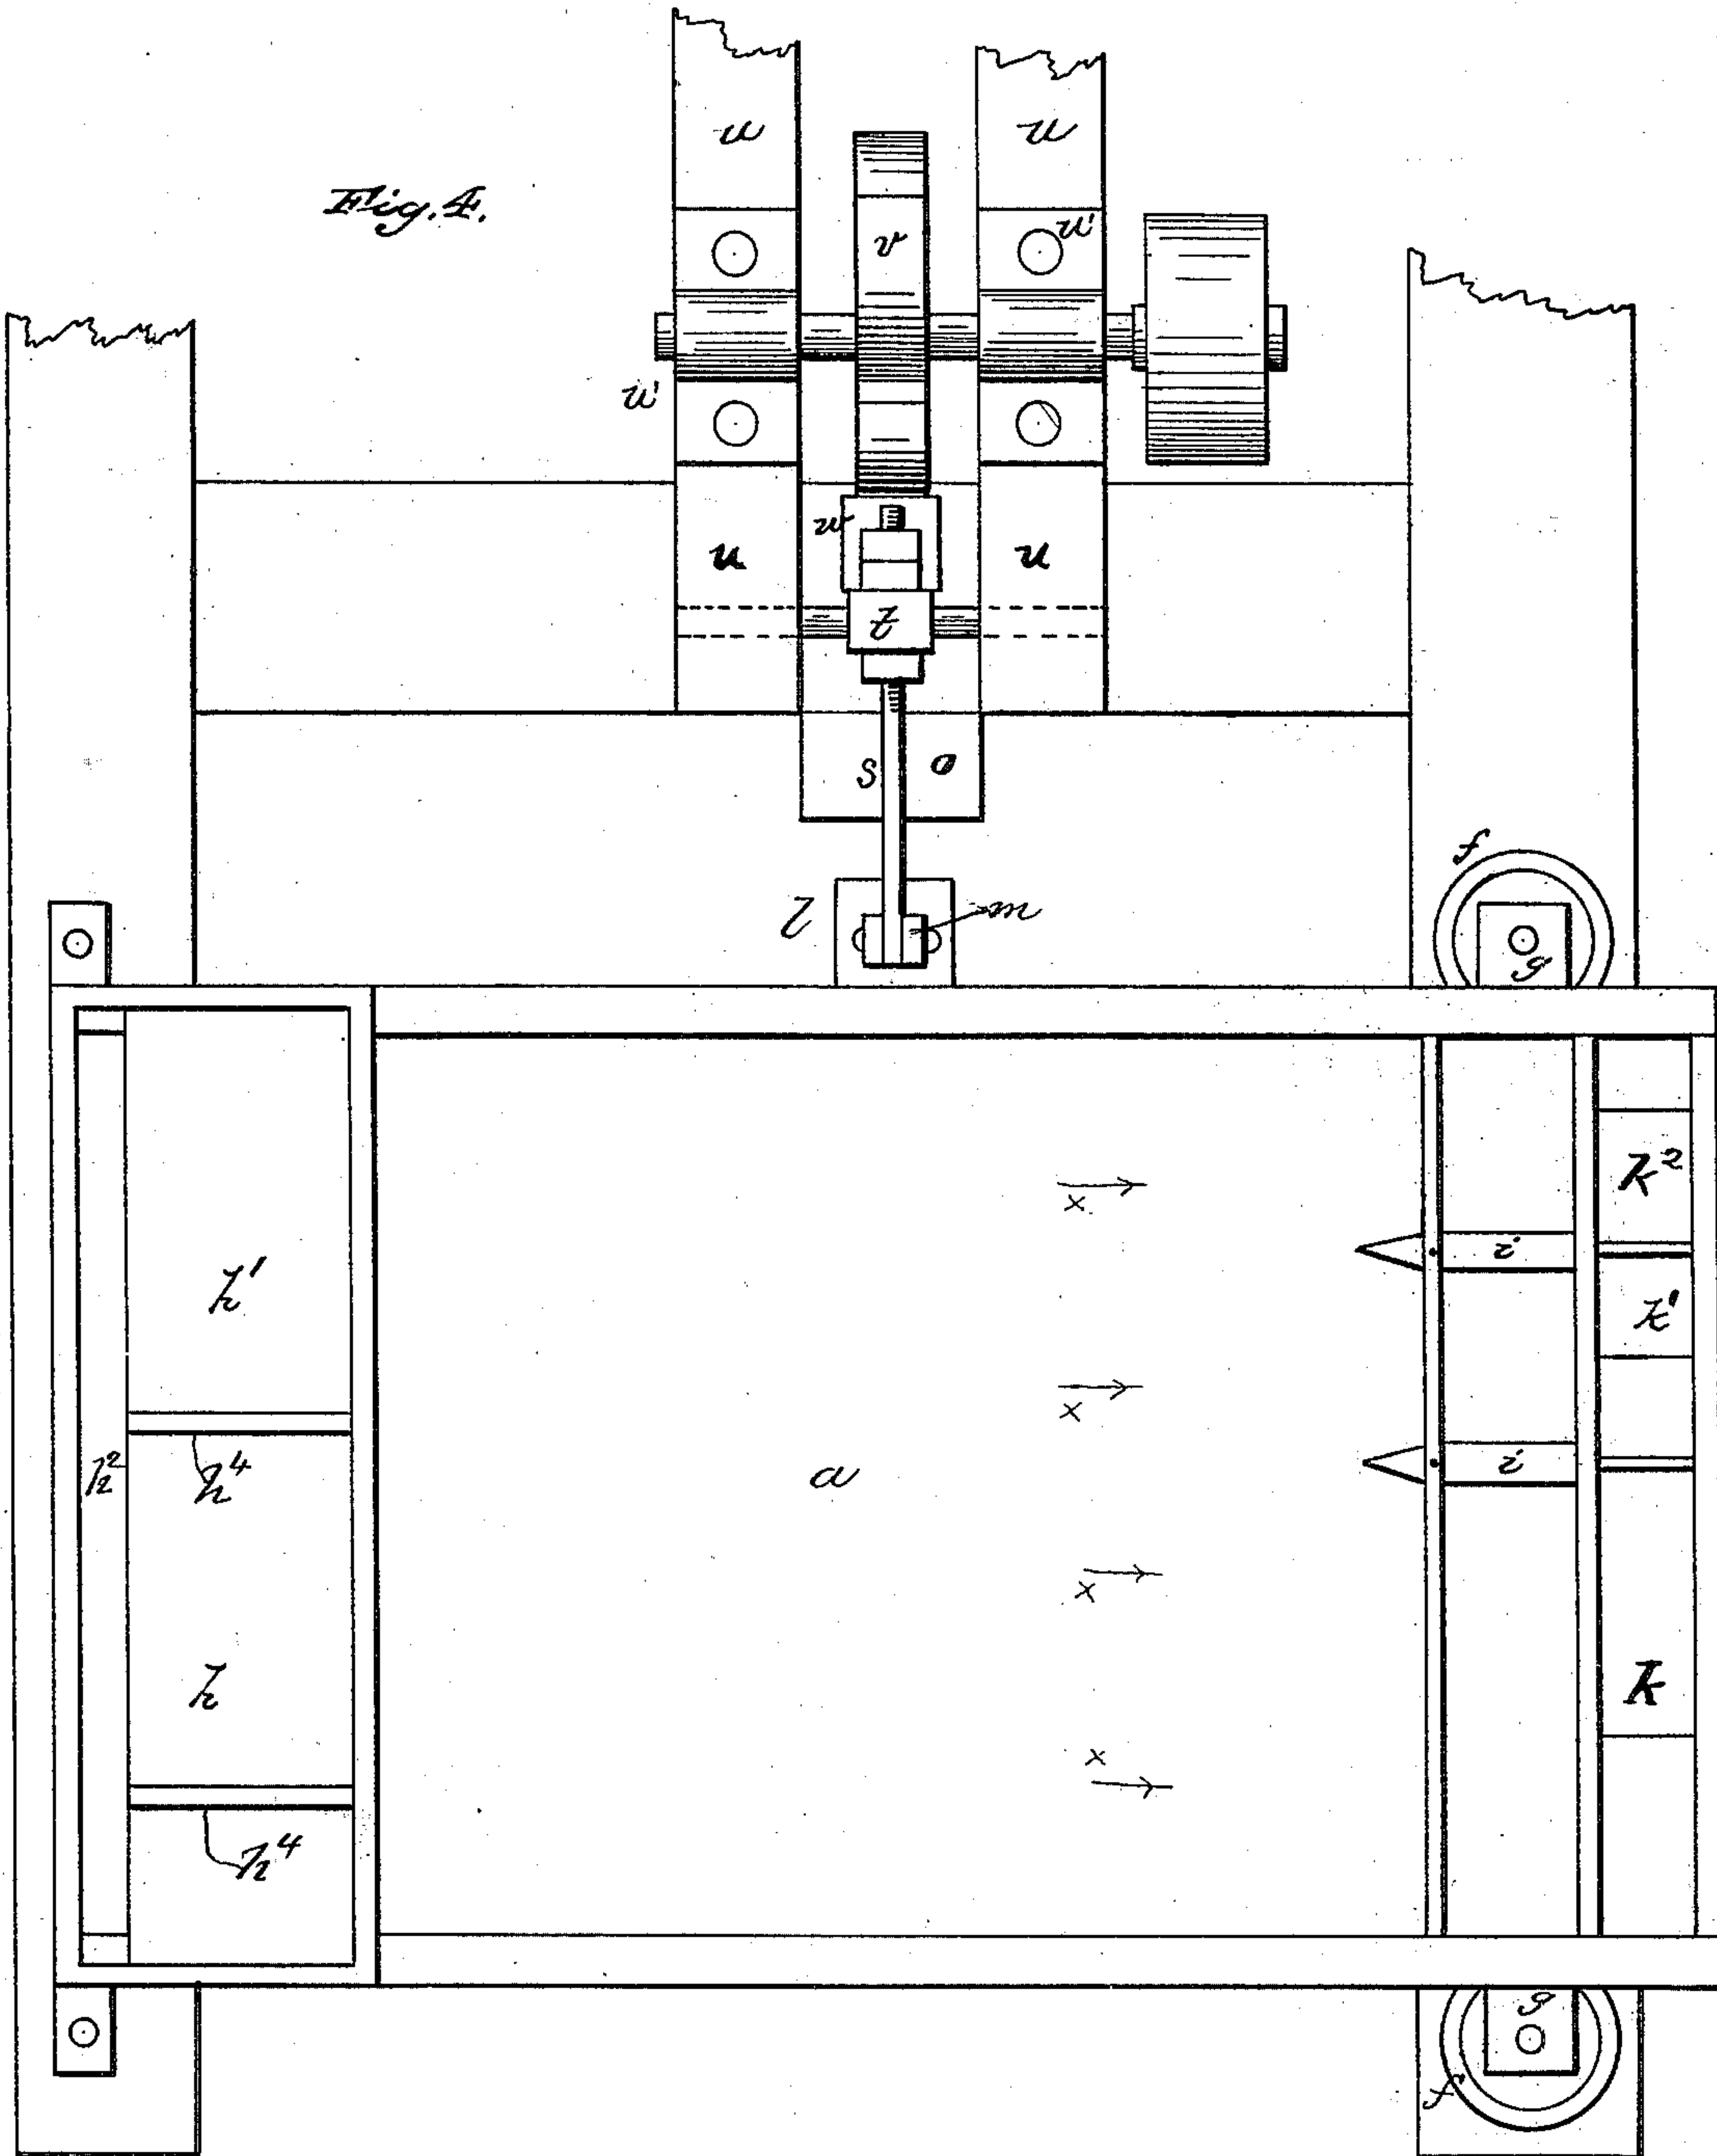 Fig. 4.
u u
v u'
u'
w
u u
t
s o
f
l m
g
k²
x
i
h' k'
x
h² h⁴ a i
x
h k
x
h⁴
g
f